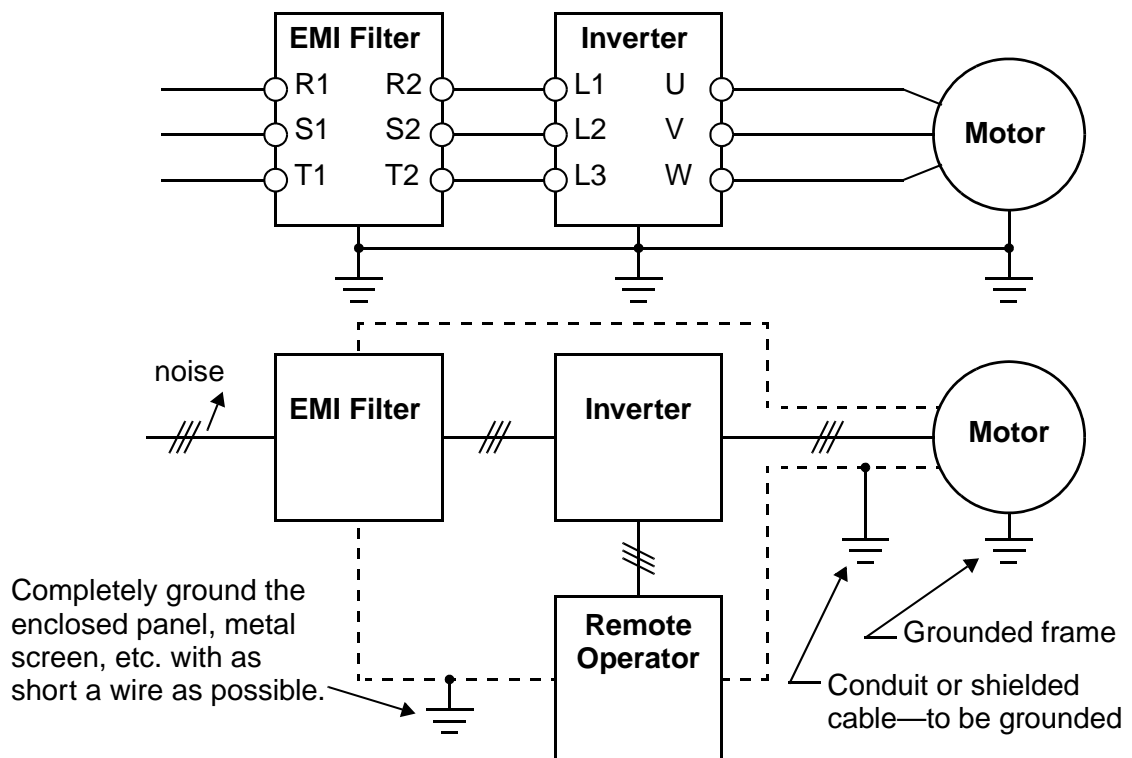 EMI Filter
Inverter
R1 R2 L1 U
S1 S2 L2 V
T1 T2 L3 W
Motor
noise
EMI Filter
Inverter
Motor
Completely ground the
enclosed panel, metal
screen, etc. with as
short a wire as possible.
Remote
Operator
Grounded frame
Conduit or shielded
cable—to be grounded